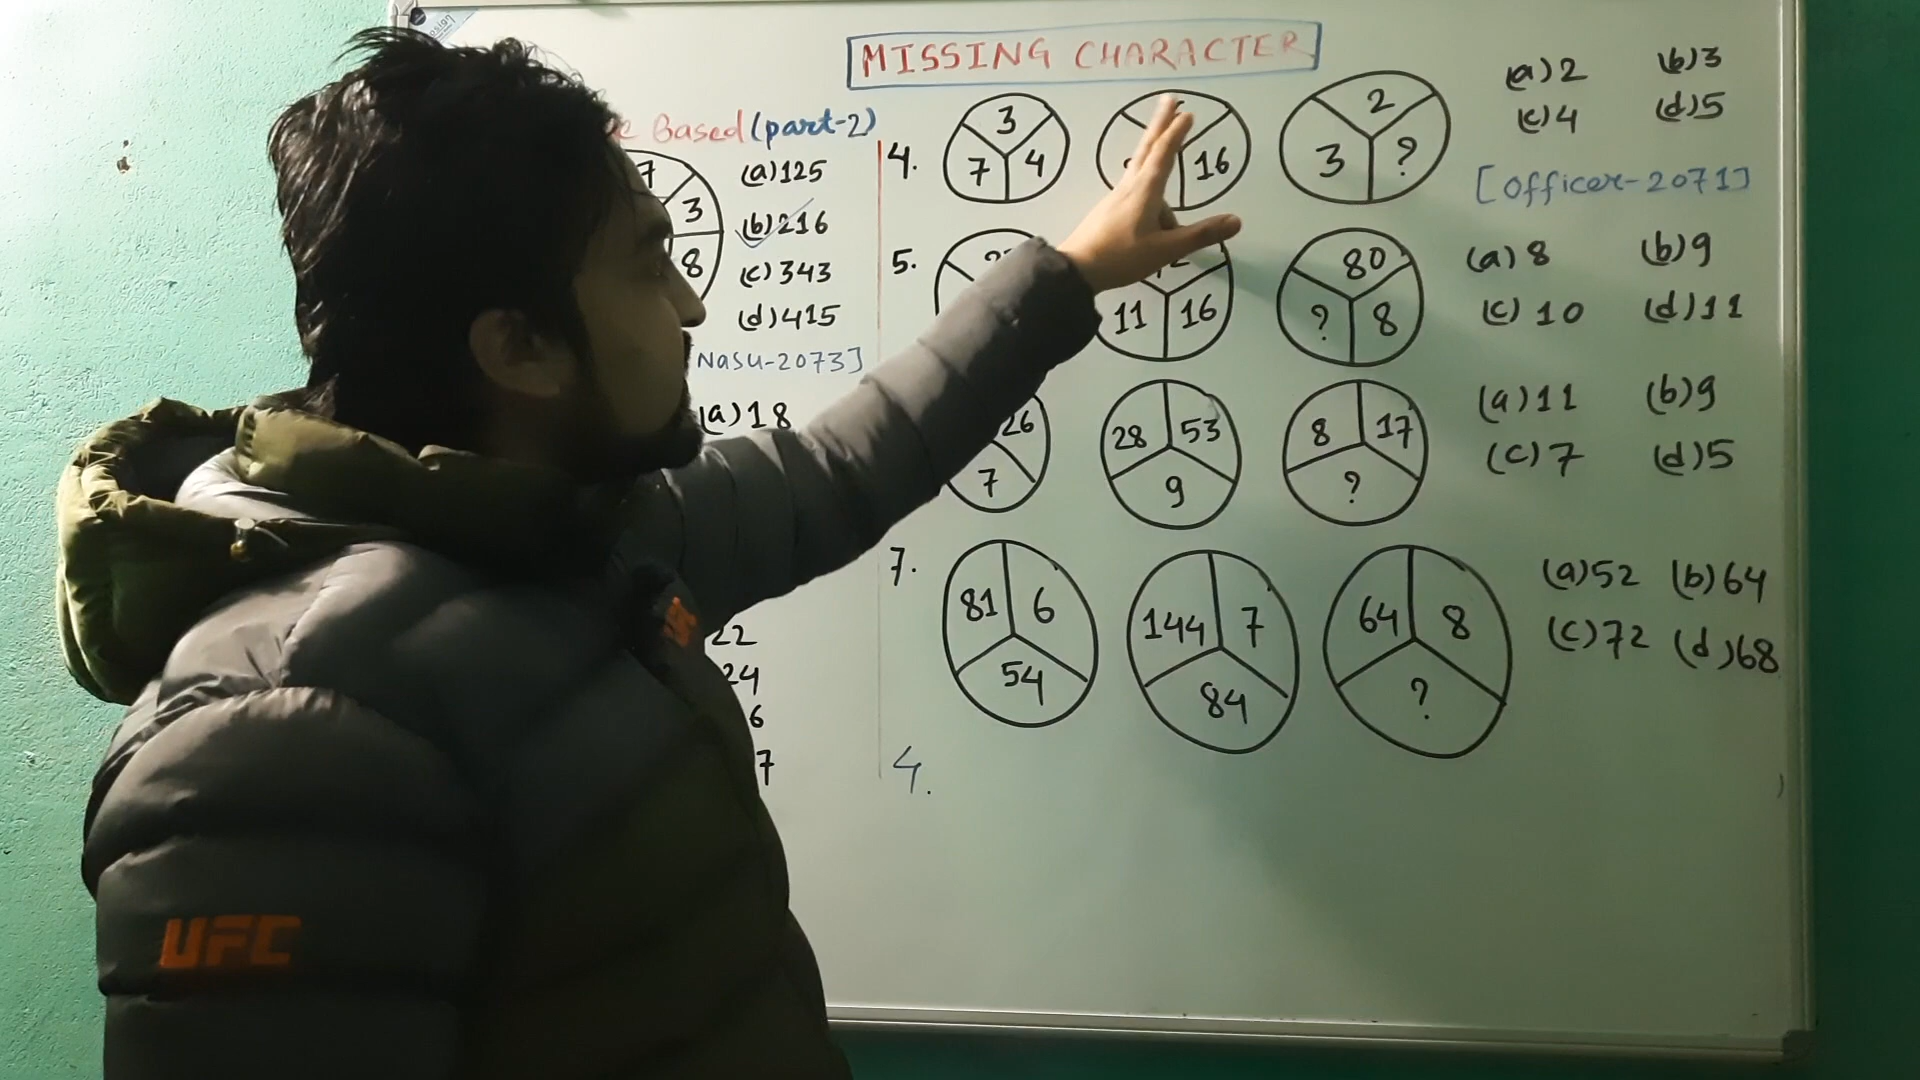 MISSING CHARACTER
Based (part-2)
7
3
8
(a) 125
(b) 216
(c) 343
(d) 415
Nasu-2073]
(a) 18
22
24
6
7
4.
3
7 4
16
2
3 ?
(a) 2 (b) 3
(c) 4 (d) 5
[Officer-2071]
5.
11 16
80
? 8
(a) 8 (b) 9
(c) 10 (d) 11
26
7
28 53
9
8 17
?
(a) 11 (b) 9
(c) 7 (d) 5
7.
81 6
54
144 7
84
64 8
?
(a) 52 (b) 64
(c) 72 (d) 68
4.
UFC